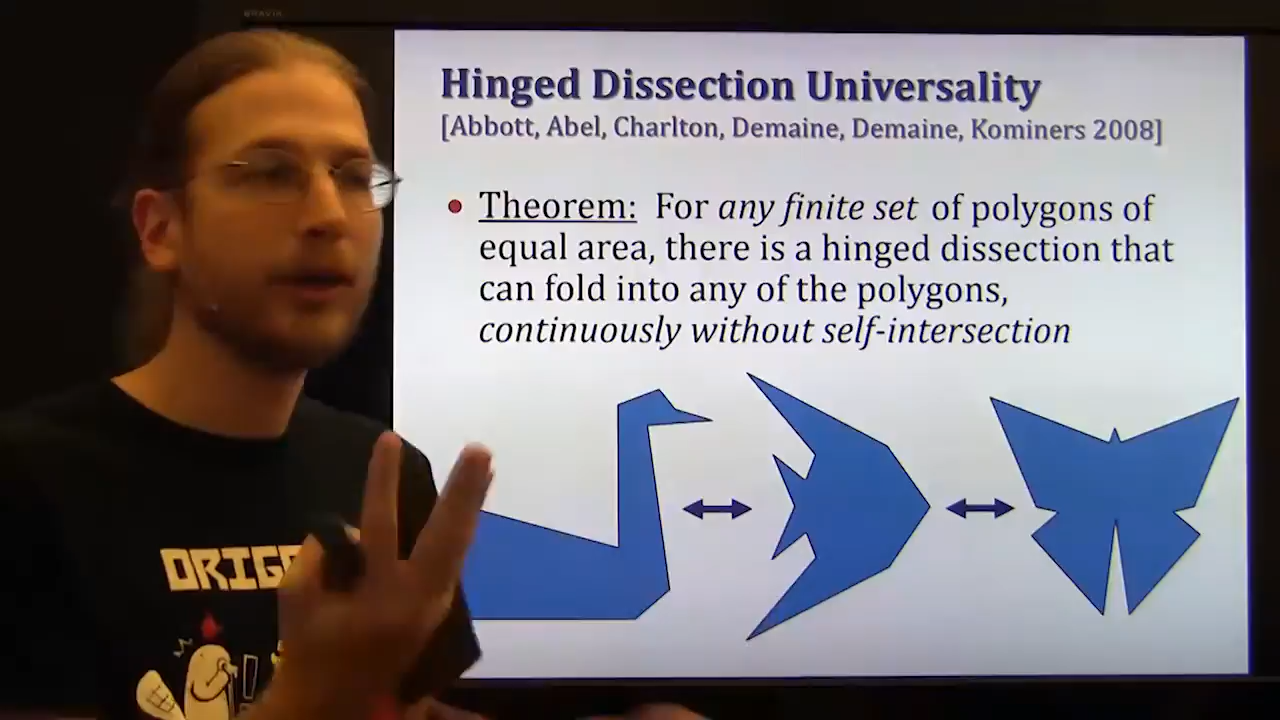 BRAVIA
Hinged Dissection Universality
[Abbott, Abel, Charlton, Demaine, Demaine, Kominers 2008]
• Theorem: For any finite set of polygons of
equal area, there is a hinged dissection that
can fold into any of the polygons,
continuously without self-intersection
ORIG